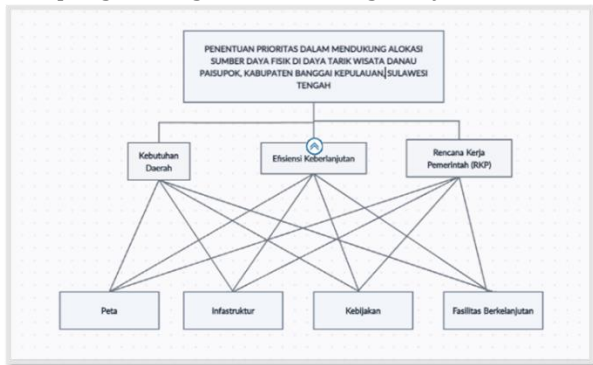 PENENTUAN PRIORITAS DALAM MENDUKUNG ALOKASI
SUMBER DAYA FISIK DI DAYA TARIK WISATA DANAU
PAISUPOK, KABUPATEN BANGGAI KEPULAUAN, SULAWESI
TENGAH
Kebutuhan
Daerah
Efisiensi Keberlanjutan
Rencana Kerja
Pemerintah (RKP)
Peta
Infastruktur
Kebijakan
Fasilitas Berkelanjutan